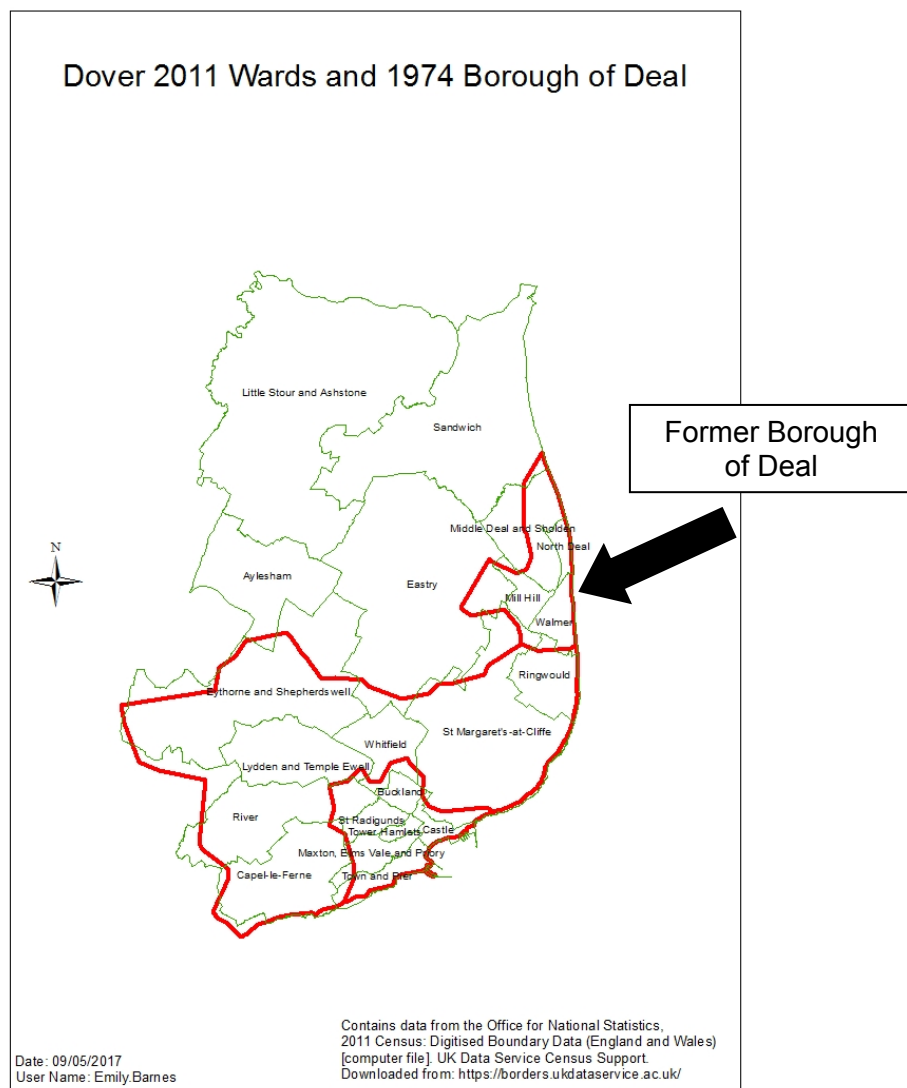 Dover 2011 Wards and 1974 Borough of Deal
Little Stour and Ashstone
Sandwich
Former Borough
of Deal
Middle Deal and Sholden
North Deal
N
Aylesham
Eastry
Mill Hill
Walmer
Ringwould
Eythorne and Shepherdswell
St Margaret's-at-Cliffe
Whitfield
Lydden and Temple Ewell
Buckland
River
St Radigunds
Tower Hamlets
Castle
Maxton, Elms Vale and Priory
Capel-le-Ferne
Town and Pier
Contains data from the Office for National Statistics,
2011 Census: Digitised Boundary Data (England and Wales)
[computer file]. UK Data Service Census Support.
Downloaded from: https://borders.ukdataservice.ac.uk/
Date: 09/05/2017
User Name: Emily.Barnes